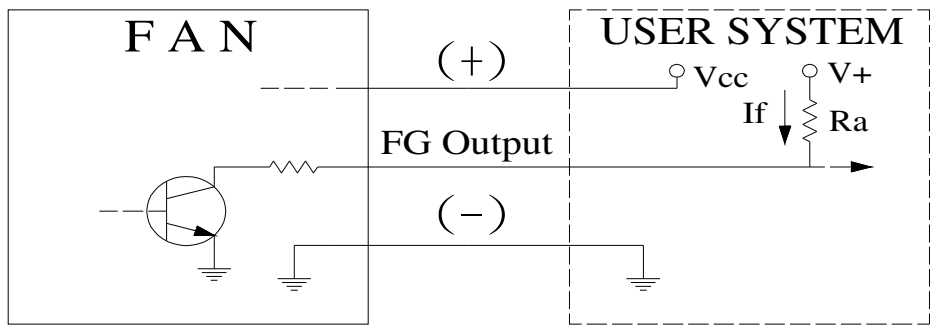 F A N
USER SYSTEM
(+)
Vcc
V+
If
Ra
FG Output
(-)